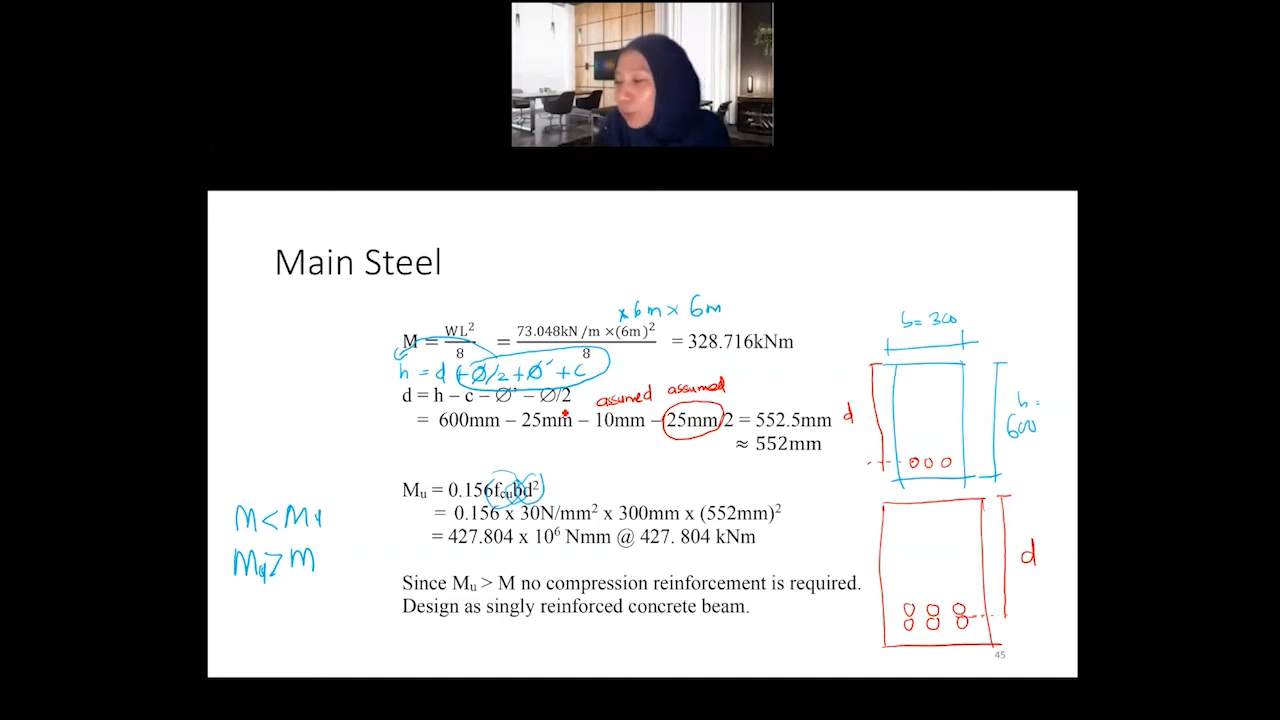 Main Steel
× 6m × 6m
M = WL²/8 = 73.048kN /m ×(6m)²/8 = 328.716kNm
h = d + Ø/2 + Ø' + c
d = h – c – Ø' – Ø/2
assumed assumed
= 600mm – 25mm – 10mm – 25mm/2 = 552.5mm
≈ 552mm
Mu = 0.156fcubd²
= 0.156 x 30N/mm² x 300mm x (552mm)²
= 427.804 x 10⁶ Nmm @ 427. 804 kNm
M < Mu
Mu > M
Since Mu > M no compression reinforcement is required.
Design as singly reinforced concrete beam.
b = 300
d
h =
600
d
45